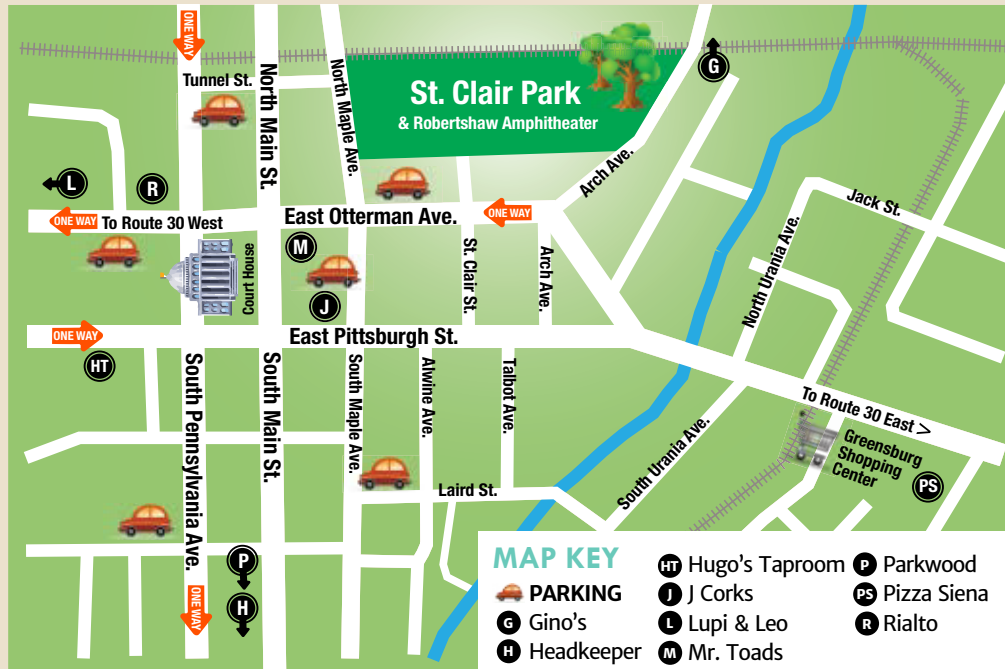 ONE WAY
Tunnel St.
North Main St.
North Maple Ave.
St. Clair Park
& Robertshaw Amphitheater
G
Arch Ave.
L
R
ONE WAY
To Route 30 West
East Otterman Ave.
ONE WAY
Jack St.
M
Court House
J
St. Clair St.
Arch Ave.
North Urania Ave.
ONE WAY
East Pittsburgh St.
HT
South Pennsylvania Ave.
South Main St.
South Maple Ave.
Alwine Ave.
Talbot Ave.
To Route 30 East >
South Urania Ave.
Greensburg
Shopping
Center
PS
Laird St.
P
H
ONE WAY
MAP KEY
PARKING
G Gino's
H Headkeeper
HT Hugo's Taproom
J J Corks
L Lupi & Leo
M Mr. Toads
P Parkwood
PS Pizza Siena
R Rialto